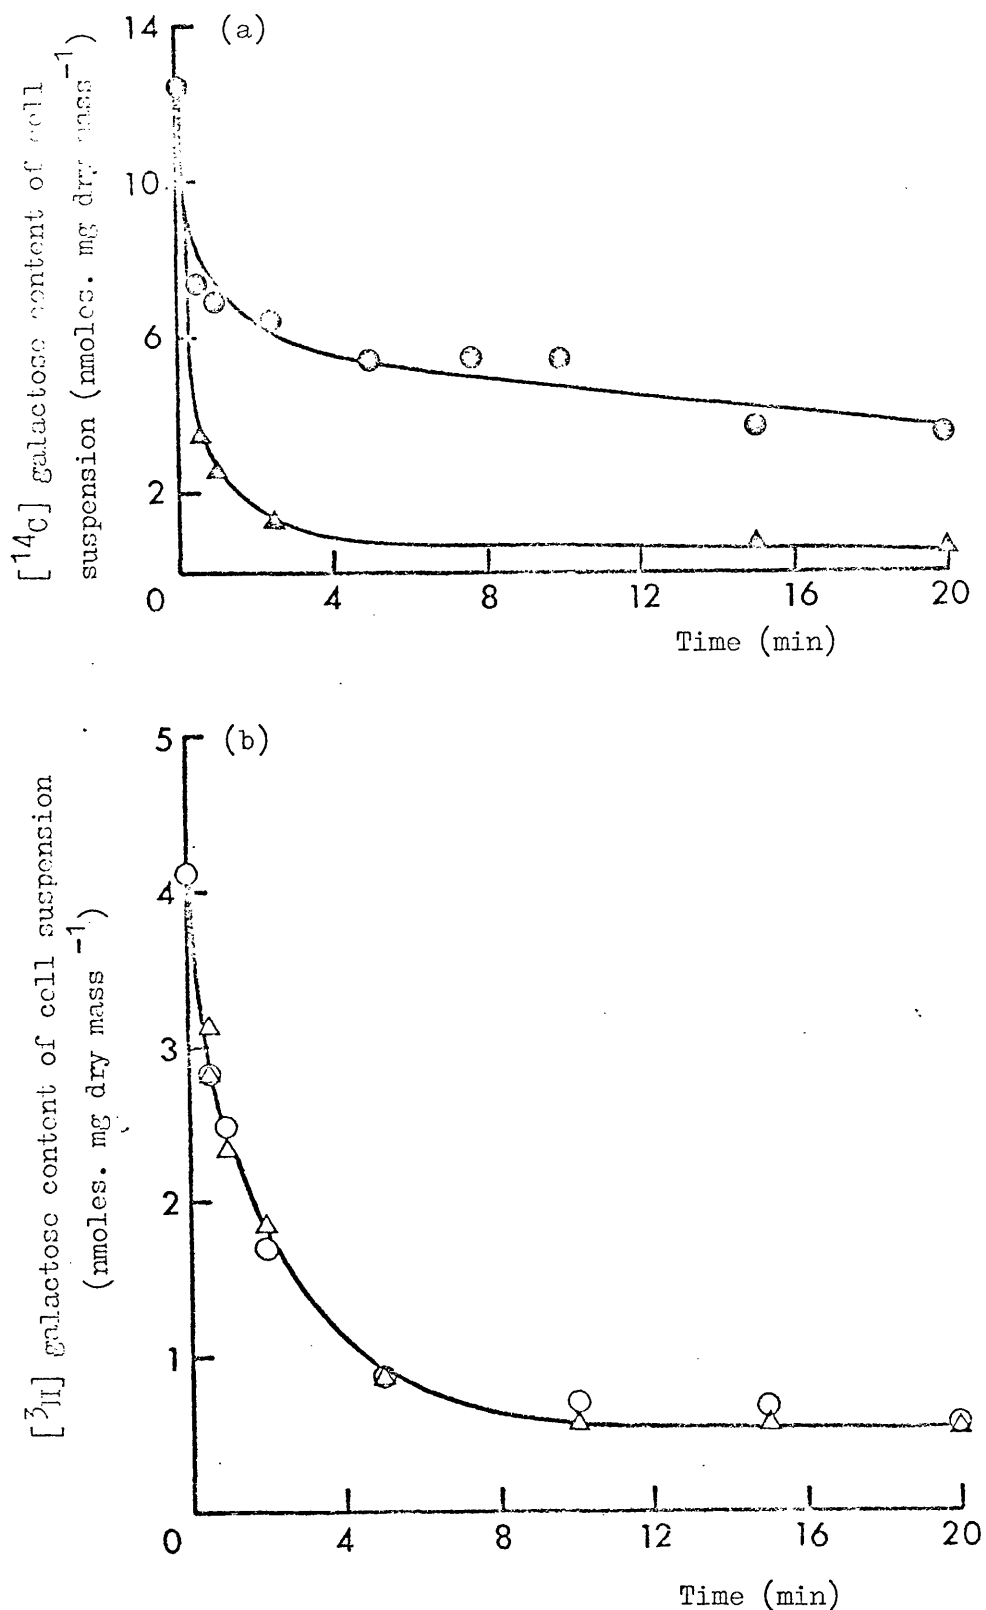 (a)
[14C] galactose content of cell
suspension (nmoles. mg dry mass-1)
14
10
6
2
0
4
8
12
16
20
Time (min)
(b)
[3H] galactose content of cell suspension
(nmoles. mg dry mass-1)
5
4
3
2
1
0
4
8
12
16
20
Time (min)